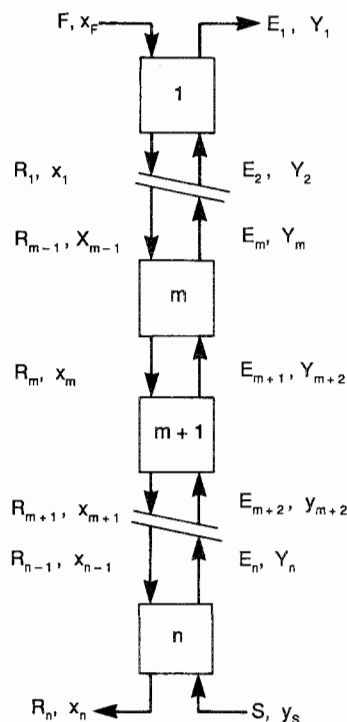 F, x_F E_1, Y_1
1
R_1, x_1 E_2, Y_2
R_{m-1}, X_{m-1} E_m, Y_m
m
R_m, x_m E_{m+1}, Y_{m+2}
m + 1
R_{m+1}, x_{m+1} E_{m+2}, y_{m+2}
R_{n-1}, x_{n-1} E_n, Y_n
n
R_n, x_n S, y_s